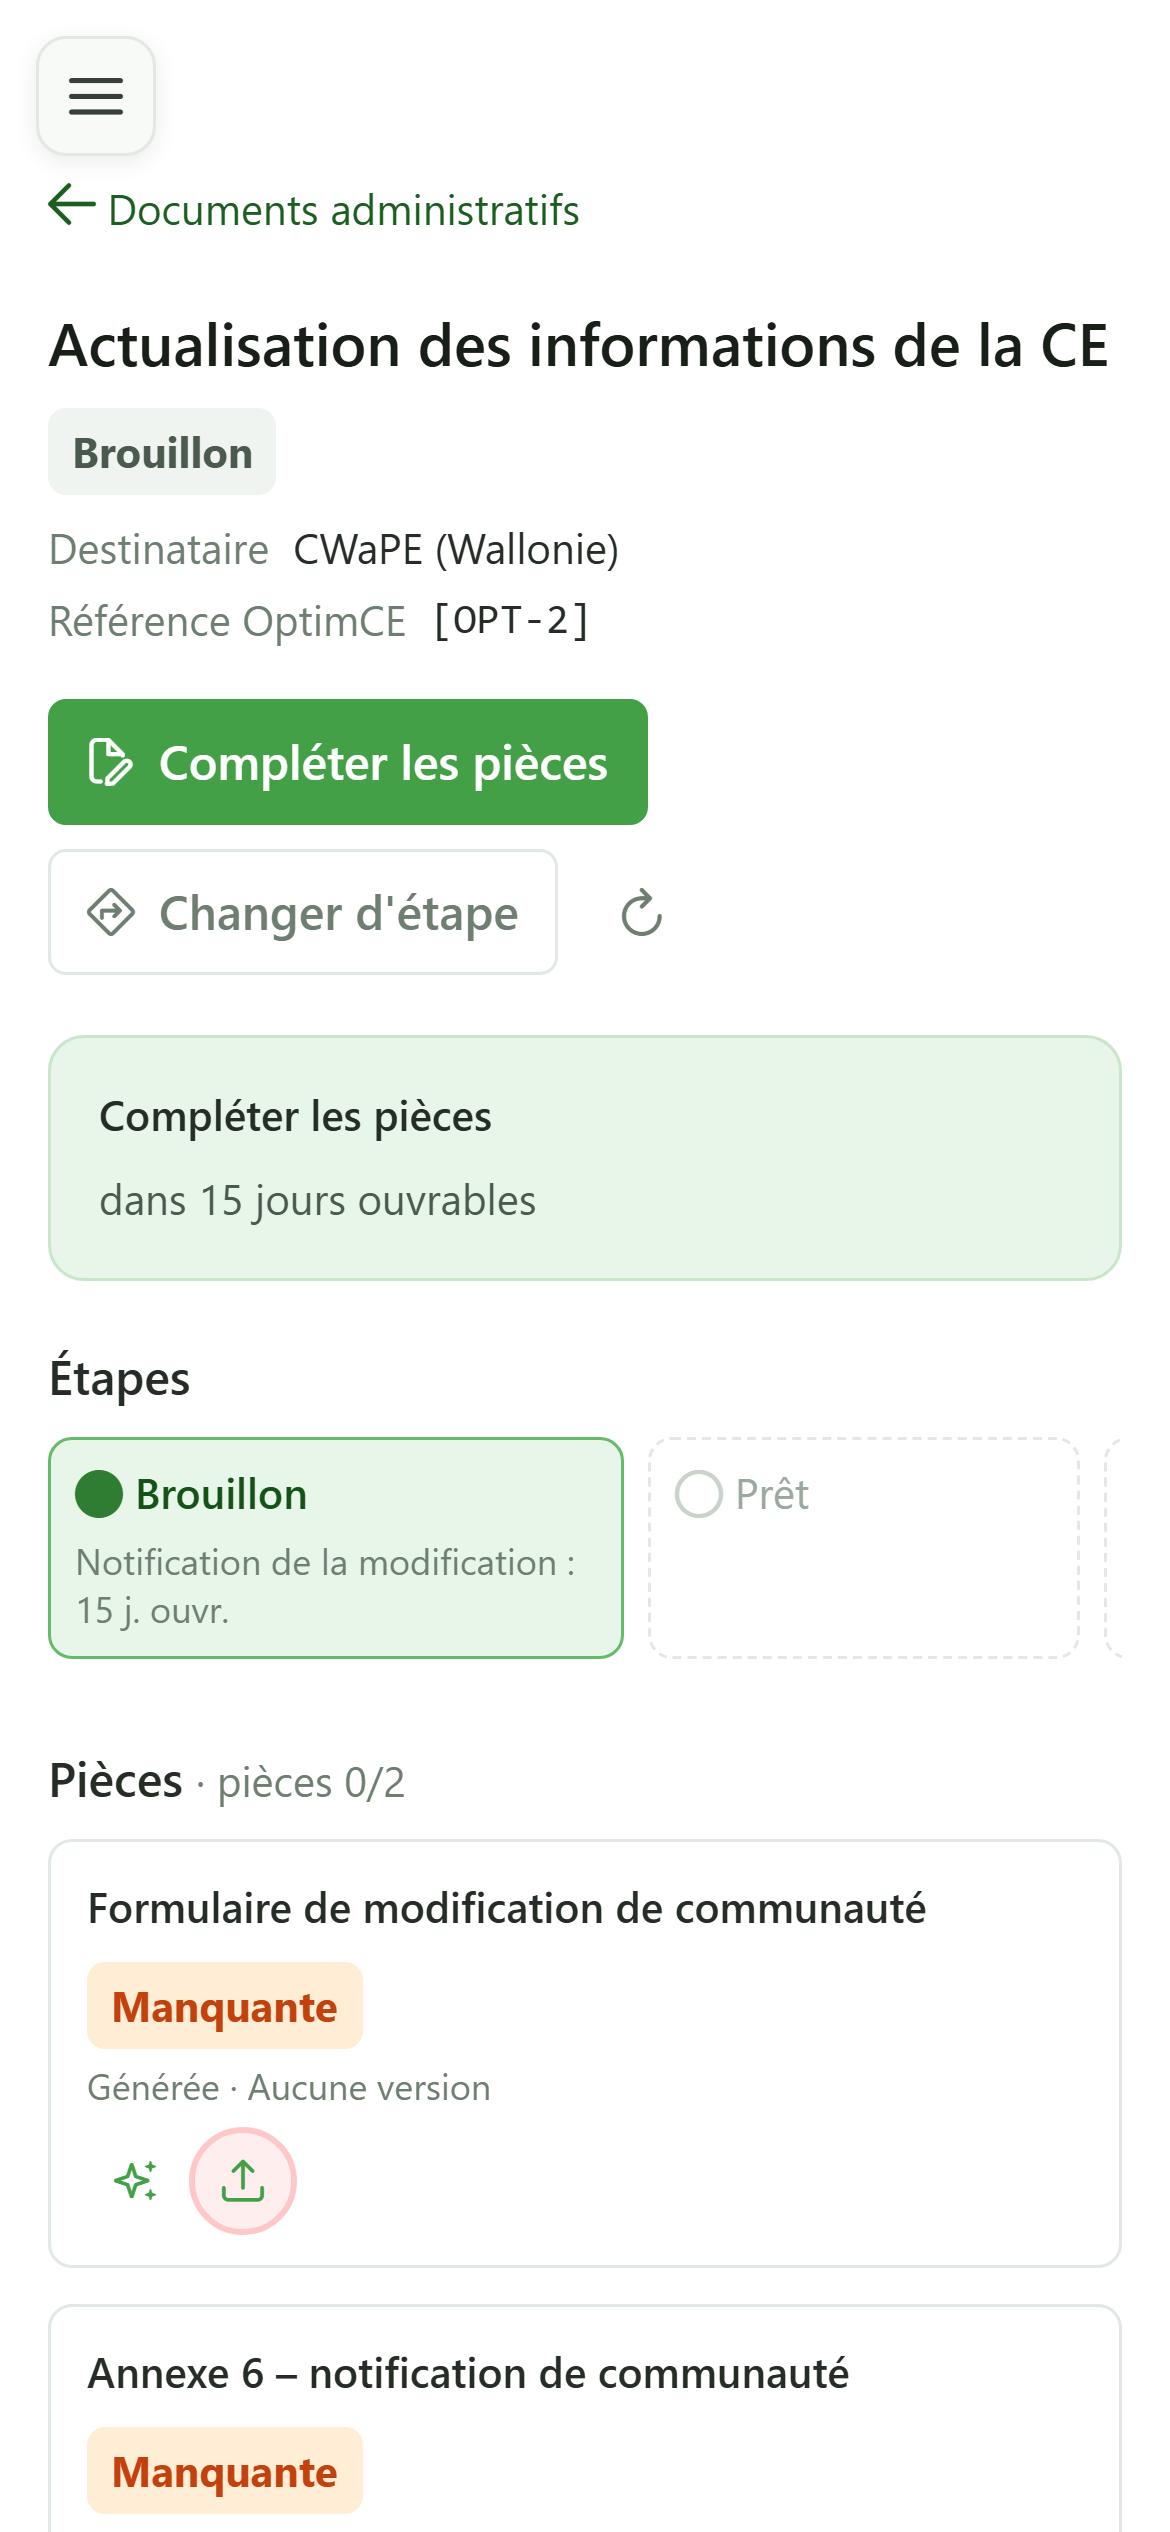 Documents administratifs
Actualisation des informations de la CE
Brouillon
Destinataire CWaPE (Wallonie)
Référence OptimCE [OPT-2]
Compléter les pièces
Changer d'étape
Compléter les pièces
dans 15 jours ouvrables
Étapes
Brouillon
Notification de la modification :
15 j. ouvr.
Prêt
Pièces · pièces 0/2
Formulaire de modification de communauté
Manquante
Générée · Aucune version
Annexe 6 – notification de communauté
Manquante